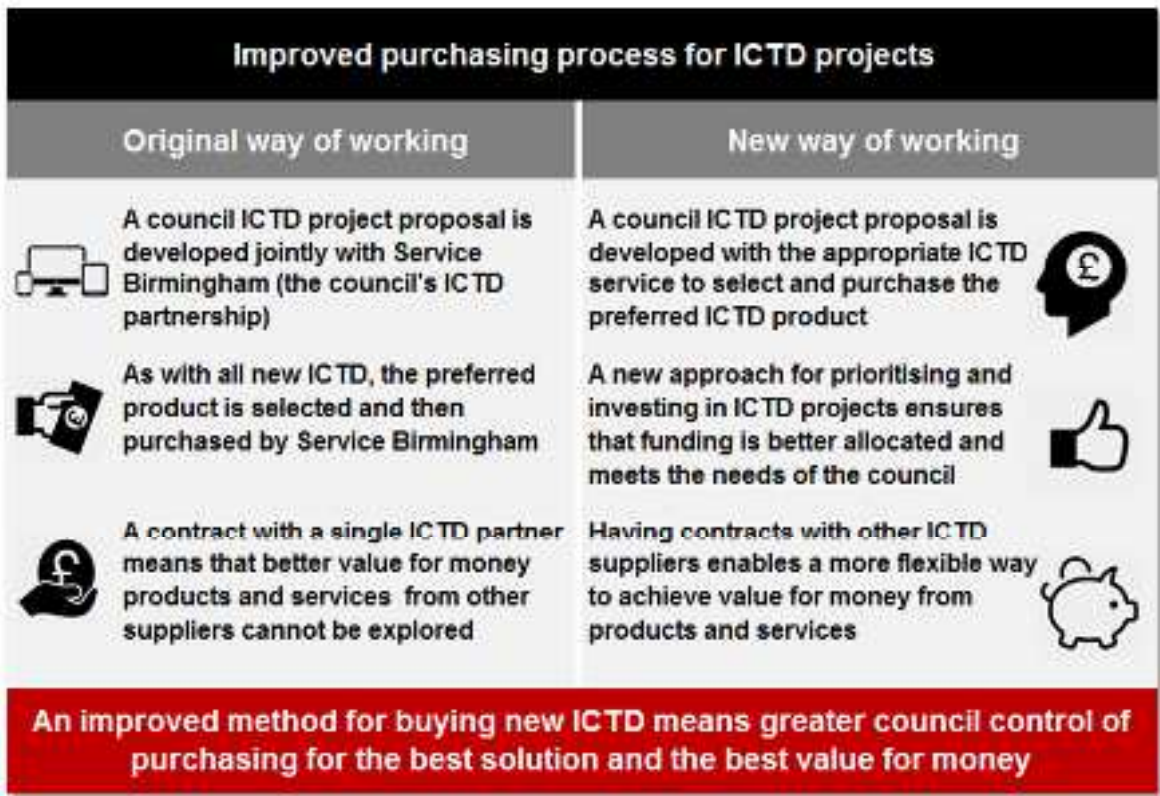 Improved purchasing process for ICTD projects
Original way of working
New way of working
A council ICTD project proposal is
developed jointly with Service
Birmingham (the council's ICTD
partnership)
As with all new ICTD, the preferred
product is selected and then
purchased by Service Birmingham
A contract with a single ICTD partner
means that better value for money
products and services from other
suppliers cannot be explored
A council ICTD project proposal is
developed with the appropriate ICTD
service to select and purchase the
preferred ICTD product
A new approach for prioritising and
investing in ICTD projects ensures
that funding is better allocated and
meets the needs of the council
Having contracts with other ICTD
suppliers enables a more flexible way
to achieve value for money from
products and services
£
£
£
An improved method for buying new ICTD means greater council control of
purchasing for the best solution and the best value for money